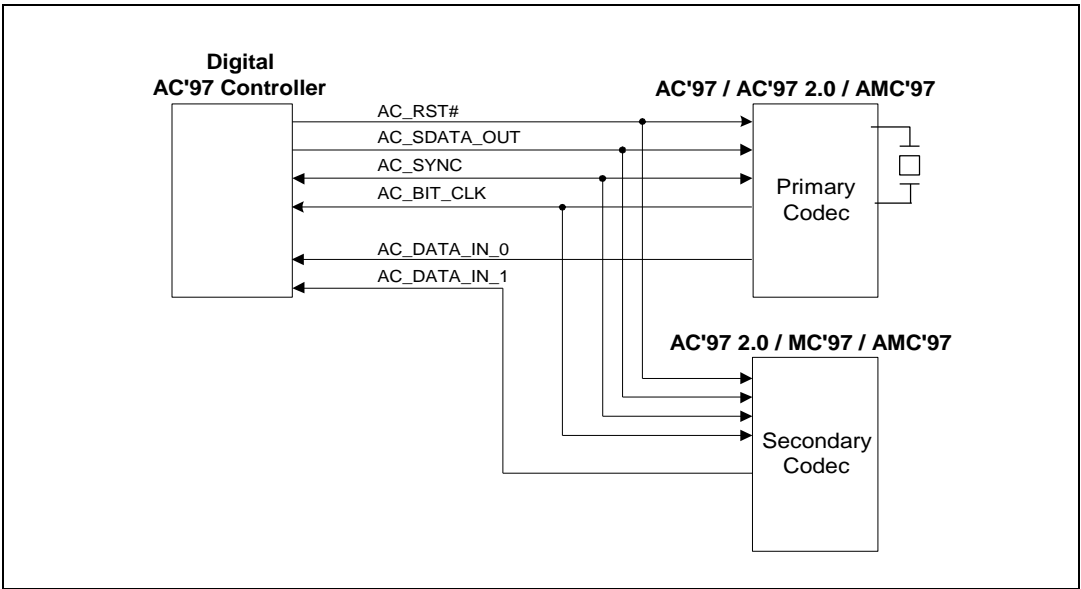 Digital
AC'97 Controller
AC'97 / AC'97 2.0 / AMC'97
AC_RST#
AC_SDATA_OUT
AC_SYNC
AC_BIT_CLK
AC_DATA_IN_0
AC_DATA_IN_1
Primary
Codec
AC'97 2.0 / MC'97 / AMC'97
Secondary
Codec